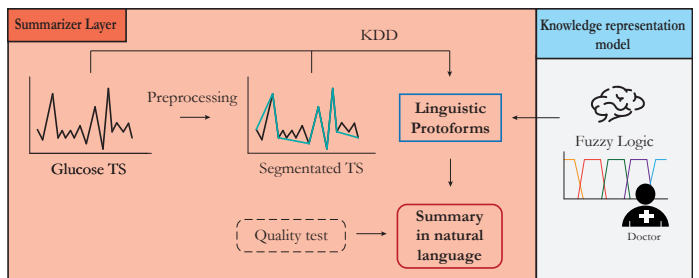 Summarizer Layer
Knowledge representation
model
KDD
Preprocessing
Glucose TS
Segmentated TS
Linguistic
Protoforms
Fuzzy Logic
Doctor
Quality test
Summary
in natural
language